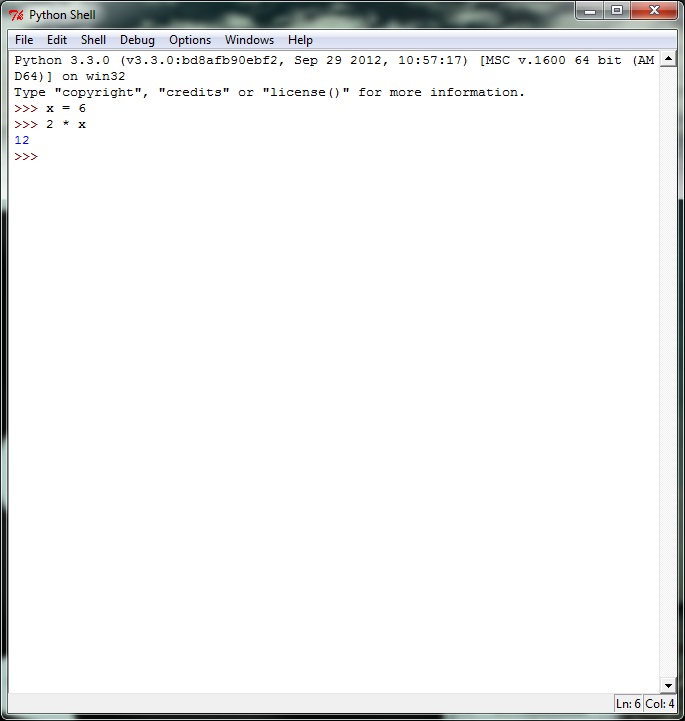 Python Shell
File Edit Shell Debug Options Windows Help
Python 3.3.0 (v3.3.0:bd8afb90ebf2, Sep 29 2012, 10:57:17) [MSC v.1600 64 bit (AM
D64)] on win32
Type "copyright", "credits" or "license()" for more information.
>>> x = 6
>>> 2 * x
12
>>>
Ln: 6 Col: 4